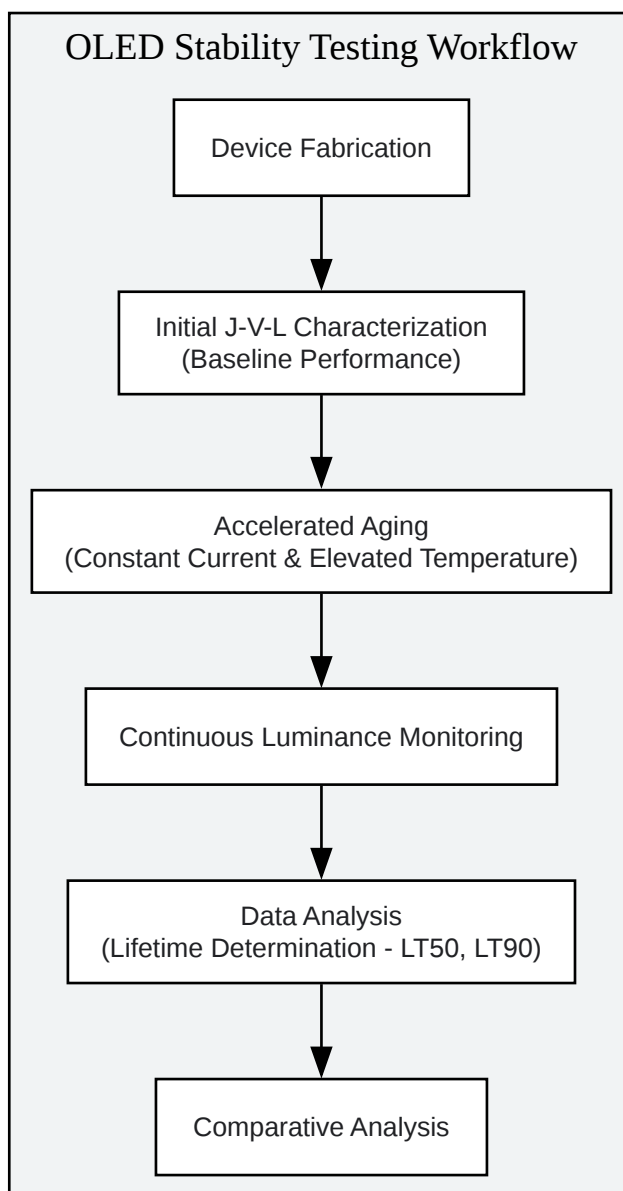 OLED Stability Testing Workflow
Device Fabrication
Initial J-V-L Characterization
(Baseline Performance)
Accelerated Aging
(Constant Current & Elevated Temperature)
Continuous Luminance Monitoring
Data Analysis
(Lifetime Determination - LT50, LT90)
Comparative Analysis